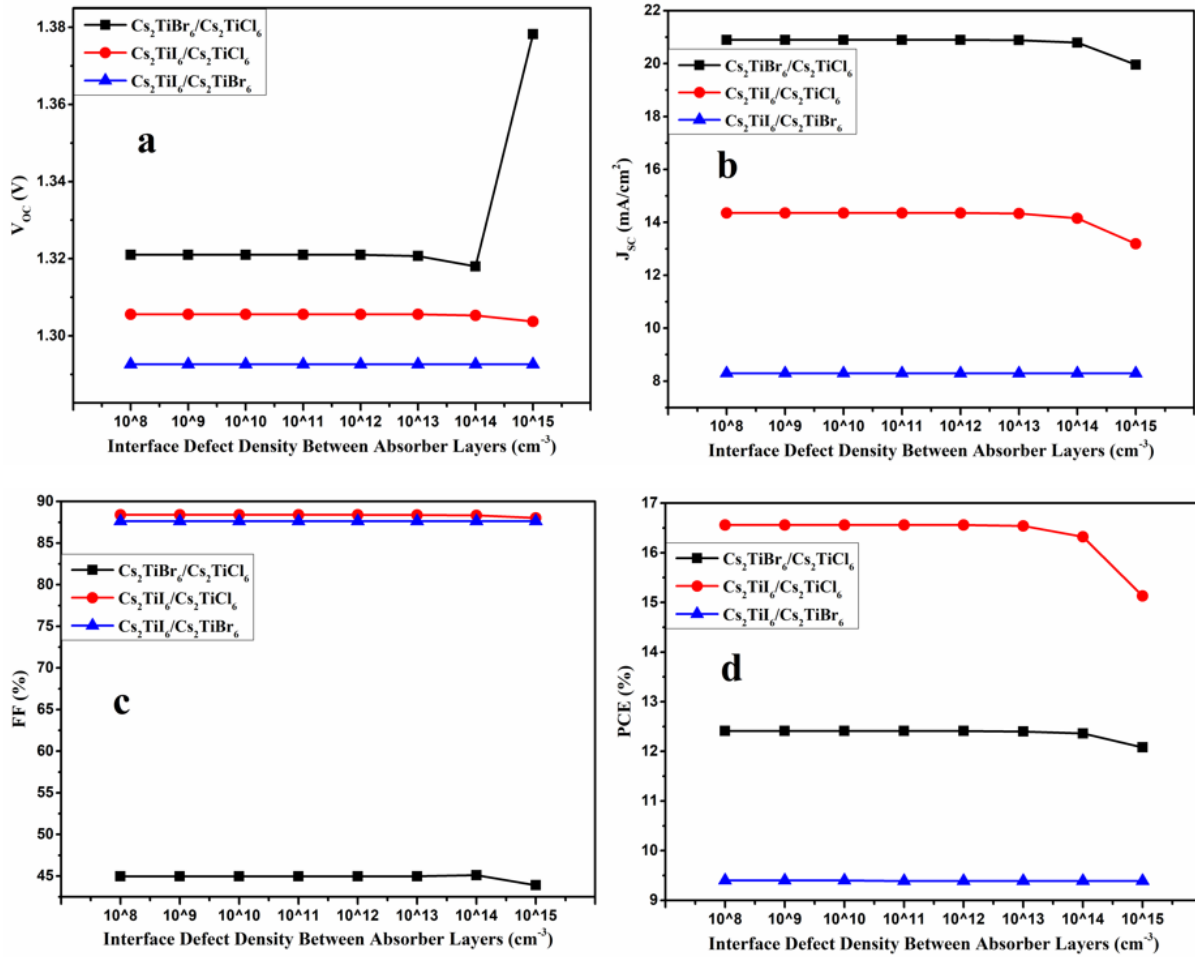 1.38
1.36
1.34
1.32
1.30
V_OC (V)
Cs₂TiBr₆/Cs₂TiCl₆
Cs₂TiI₆/Cs₂TiCl₆
Cs₂TiI₆/Cs₂TiBr₆
a
10^8 10^9 10^10 10^11 10^12 10^13 10^14 10^15
Interface Defect Density Between Absorber Layers (cm⁻³)
22
20
18
16
14
12
10
8
J_SC (mA/cm²)
Cs₂TiBr₆/Cs₂TiCl₆
Cs₂TiI₆/Cs₂TiCl₆
Cs₂TiI₆/Cs₂TiBr₆
b
10^8 10^9 10^10 10^11 10^12 10^13 10^14 10^15
Interface Defect Density Between Absorber Layers (cm⁻³)
90
85
80
75
70
65
60
55
50
45
FF (%)
Cs₂TiBr₆/Cs₂TiCl₆
Cs₂TiI₆/Cs₂TiCl₆
Cs₂TiI₆/Cs₂TiBr₆
c
10^8 10^9 10^10 10^11 10^12 10^13 10^14 10^15
Interface Defect Density Between Absorber Layers (cm⁻³)
17
16
15
14
13
12
11
10
9
PCE (%)
Cs₂TiBr₆/Cs₂TiCl₆
Cs₂TiI₆/Cs₂TiCl₆
Cs₂TiI₆/Cs₂TiBr₆
d
10^8 10^9 10^10 10^11 10^12 10^13 10^14 10^15
Interface Defect Density Between Absorber Layers (cm⁻³)